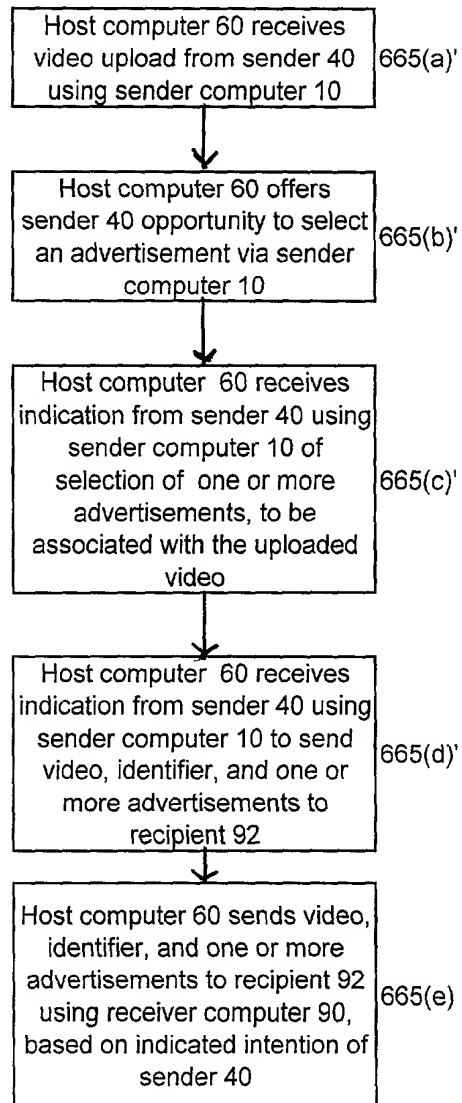 Host computer 60 receives
video upload from sender 40
using sender computer 10
665(a)'
Host computer 60 offers
sender 40 opportunity to select
an advertisement via sender
computer 10
665(b)'
Host computer 60 receives
indication from sender 40 using
sender computer 10 of
selection of one or more
advertisements, to be
associated with the uploaded
video
665(c)'
Host computer 60 receives
indication from sender 40 using
sender computer 10 to send
video, identifier, and one or
more advertisements to
recipient 92
665(d)'
Host computer 60 sends video,
identifier, and one or more
advertisements to recipient 92
using receiver computer 90,
based on indicated intention of
sender 40
665(e)